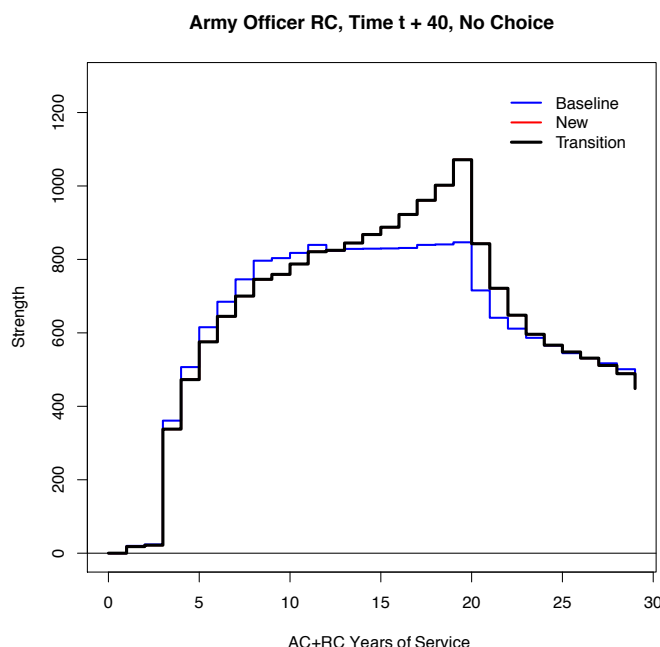 Army Officer RC, Time t + 40, No Choice
1200
1000
800
600
400
200
0
Strength
Baseline
New
Transition
0 5 10 15 20 25 30
AC+RC Years of Service